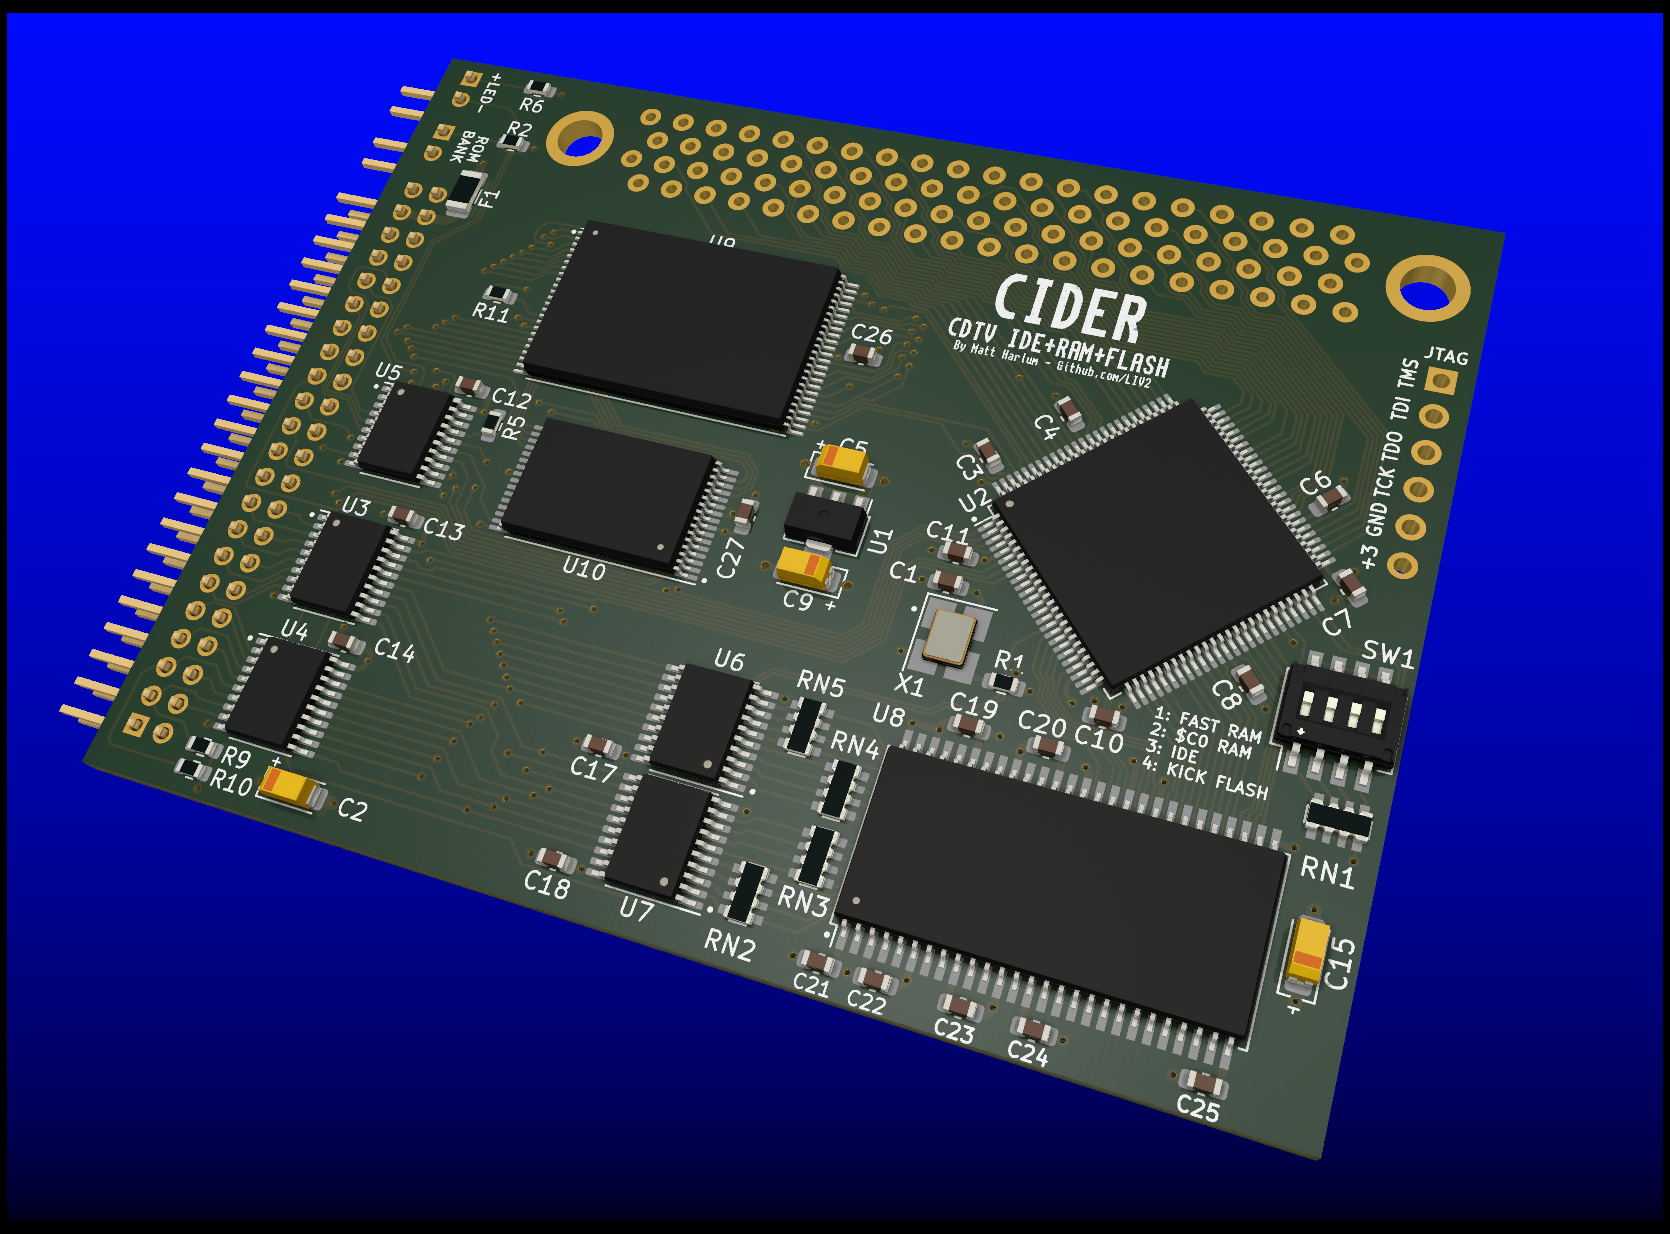 +LED-
R6
ROM
BANK
R2
F1
U9
R11
C26
CIDER
CDTV IDE+RAM+FLASH
By Matt Harlum - Github.com/LIV2
JTAG
TMS
TDI
TDO
TCK
GND
+3
U5
C12
R5
+ C5
C4
C3
U2
C6
U3
C13
U10
C27
U1
C9 +
C11
C1
C7
U4
C14
U6
X1
R1
SW1
C8
RN5
U8
C19
C20
C10
1: FAST RAM
2: $C0 RAM
3: IDE
4: KICK FLASH
R9
R10
+
C2
C17
RN4
RN1
C18
U7
RN3
RN2
C15
+
C21
C22
C23
C24
C25